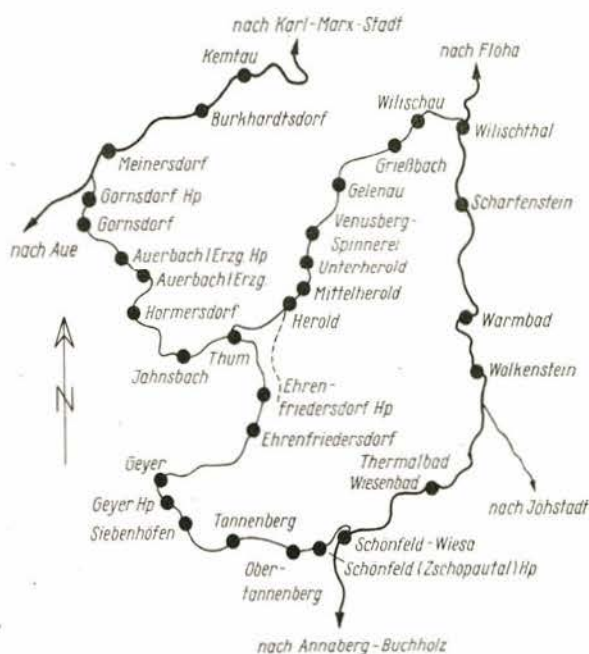 nach Karl-Marx-Stadt
nach Flöha
Kemtau
Burkhardtsdorf
Wilischau
Wilischthal
Grießbach
Meinersdorf
Gelenau
Gornsdorf Hp
Scharfenstein
Gornsdorf
Venusberg-
Spinnerei
nach Aue
Auerbach/Erzg. Hp
Unterherold
Auerbach/Erzg.
Mittelherold
Hormersdorf
Herold
Warmbad
Thum
Jahnsbach
Wolkenstein
Ehren-
friedersdorf Hp
N
Ehrenfriedersdorf
Geyer
Thermalbad
Wiesenbad
Geyer Hp
nach Jöhstadt
Siebenhöfen
Tannenberg
Schönfeld-Wiesa
Ober-
tannenberg
Schönfeld (Zschopautal) Hp
nach Annaberg-Buchholz